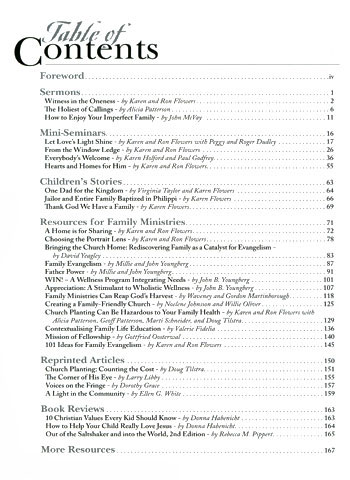 Table of
Contents
Foreword iv
Sermons 1
Witness in the Oneness - by Karen and Ron Flowers 2
The Holiest of Callings - by Alicia Patterson 6
How to Enjoy Your Imperfect Family - by John McVay 11
Mini-Seminars 16
Let Love's Light Shine - by Karen and Ron Flowers with Peggy and Roger Dudley 17
From the Window Ledge - by Karen and Ron Flowers 26
Everybody's Welcome - by Karen Holford and Paul Godfrey 36
Hearts and Homes for Him - by Karen and Ron Flowers 55
Children's Stories 63
One Dad for the Kingdom - by Virginia Taylor and Karen Flowers 64
Jailor and Entire Family Baptized in Philippi - by Karen Flowers 66
Thank God We Have a Family - by Karen Flowers 69
Resources for Family Ministries 71
A Home is for Sharing - by Karen and Ron Flowers 72
Choosing the Portrait Lens - by Karen and Ron Flowers 78
Bringing the Church Home: Rediscovering Family as a Catalyst for Evangelism -
by David Yeagley 83
Family Evangelism - by Millie and John Youngberg 87
Father Power - by Millie and John Youngberg 91
WIN! – A Wellness Program Integrating Needs - by John B. Youngberg 101
Appreciation: A Stimulant to Wholistic Wellness - by John B. Youngberg 107
Family Ministries Can Reap God's Harvest - by Waveney and Gordon Martinborough 118
Creating a Family-Friendly Church - by Noelene Johnsson and Willie Oliver 125
Church Planting Can Be Hazardous to Your Family Health - by Karen and Ron Flowers with
Alicia Patterson, Geoff Patterson, Marti Schneider, and Doug Tilstra 129
Contextualising Family Life Education - by Valerie Fidelia 136
Mission of Fellowship - by Gottfried Oosterwal 140
101 Ideas for Family Evangelism - by Karen and Ron Flowers 145
Reprinted Articles 150
Church Planting: Counting the Cost - by Doug Tilstra 151
The Corner of His Eye - by Larry Libby 155
Voices on the Fringe - by Dorothy Grace 157
A Light in the Community - by Ellen G. White 159
Book Reviews 163
10 Christian Values Every Kid Should Know - by Donna Habenicht 163
How to Help Your Child Really Love Jesus - by Donna Habenicht 164
Out of the Saltshaker and into the World, 2nd Edition - by Rebecca M. Pippert 165
More Resources 167